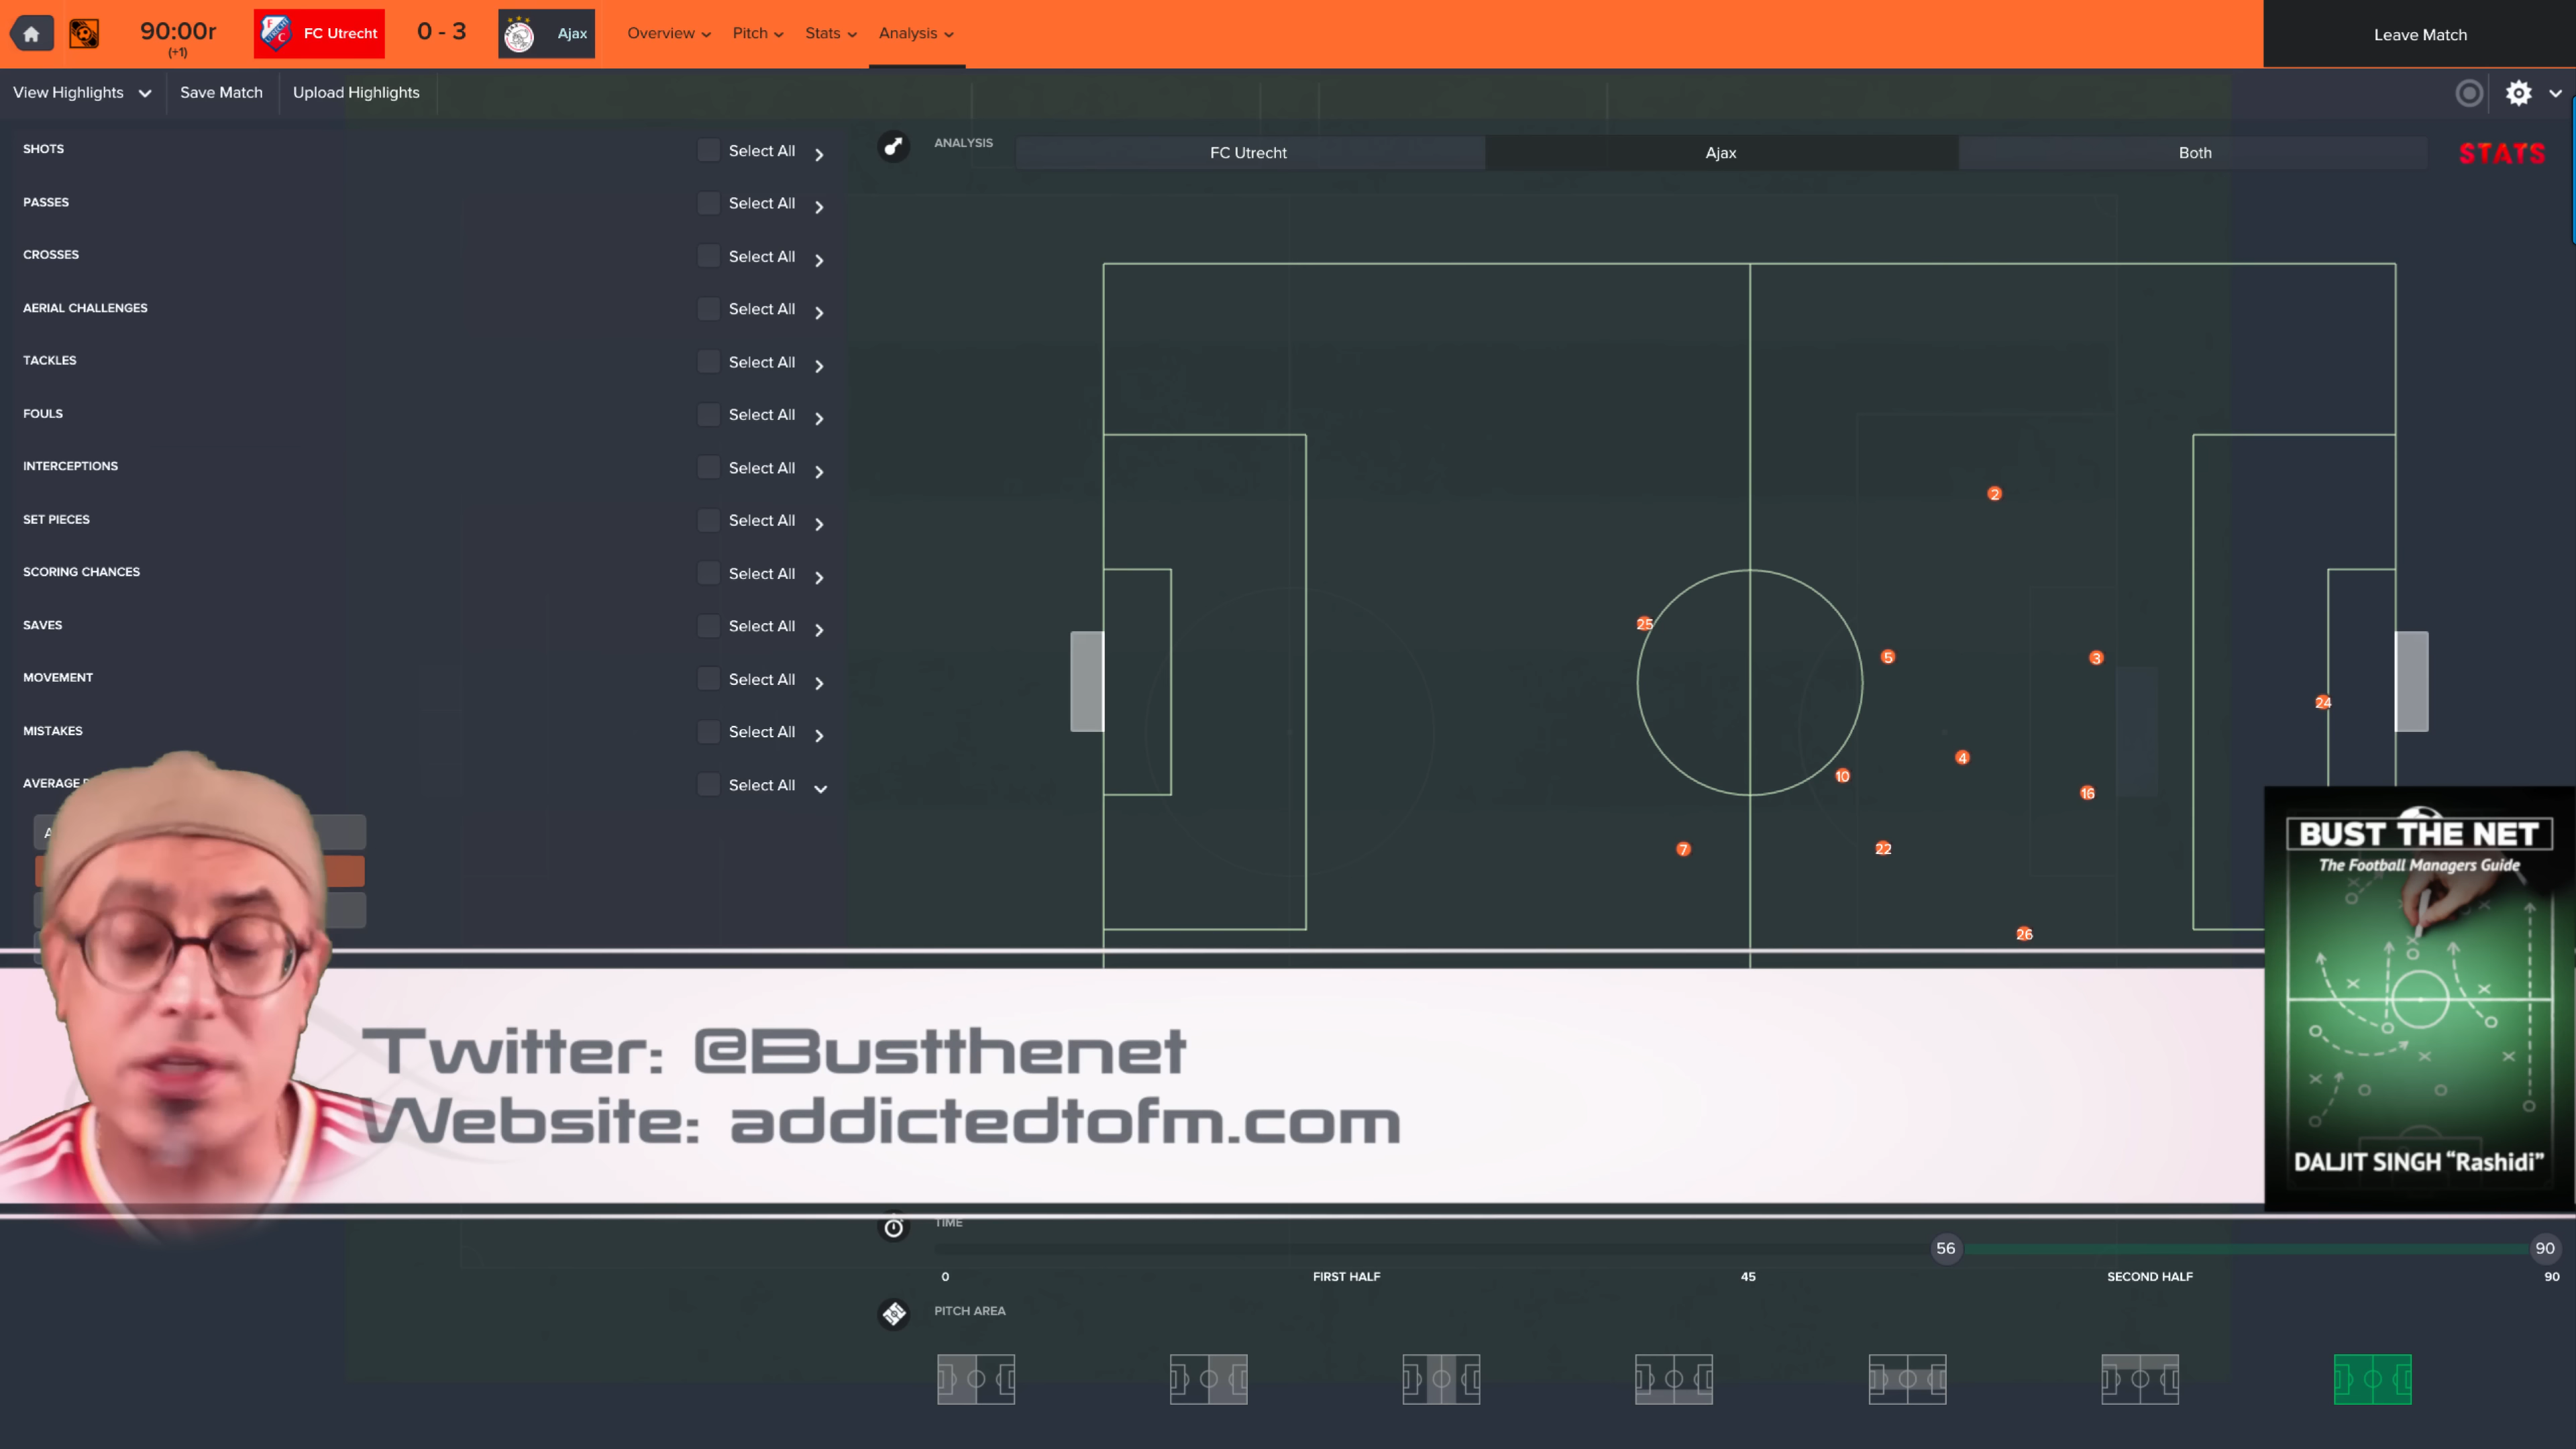 90:00r
(+1)
FC Utrecht
0 - 3
Ajax
Overview
Pitch
Stats
Analysis
Leave Match
View Highlights
Save Match
Upload Highlights
SHOTS
Select All
PASSES
Select All
CROSSES
Select All
AERIAL CHALLENGES
Select All
TACKLES
Select All
FOULS
Select All
INTERCEPTIONS
Select All
SET PIECES
Select All
SCORING CHANCES
Select All
SAVES
Select All
MOVEMENT
Select All
MISTAKES
Select All
AVERAGE
Select All
ANALYSIS
FC Utrecht
Ajax
Both
STATS
2
25
5
3
24
4
10
16
7
22
26
BUST THE NET
The Football Managers Guide
DALJIT SINGH “Rashidi”
Twitter: @Bustthenet
Website: addictedtofm.com
TIME
56
90
0
FIRST HALF
45
SECOND HALF
90
PITCH AREA